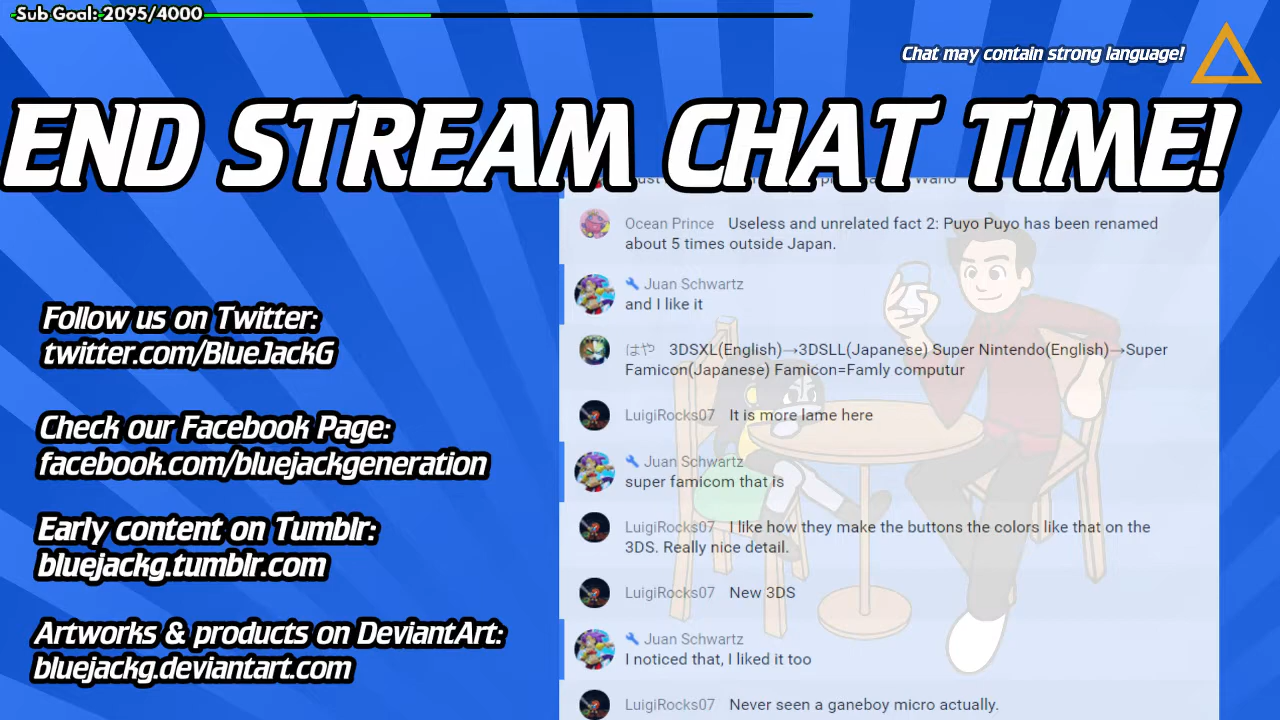 Sub Goal: 2095/4000
Chat may contain strong language!
END STREAM CHAT TIME!
Ocean Prince Useless and unrelated fact 2: Puyo Puyo has been renamed
about 5 times outside Japan.
Juan Schwartz
and I like it
はや 3DSXL(English)→3DSLL(Japanese) Super Nintendo(English)→Super
Famicon(Japanese) Famicon=Famly computur
LuigiRocks07 It is more lame here
Juan Schwartz
super famicom that is
LuigiRocks07 I like how they make the buttons the colors like that on the
3DS. Really nice detail.
LuigiRocks07 New 3DS
Juan Schwartz
I noticed that, I liked it too
LuigiRocks07 Never seen a ganeboy micro actually.
Follow us on Twitter:
twitter.com/BlueJackG
Check our Facebook Page:
facebook.com/bluejackgeneration
Early content on Tumblr:
bluejackg.tumblr.com
Artworks & products on DeviantArt:
bluejackg.deviantart.com